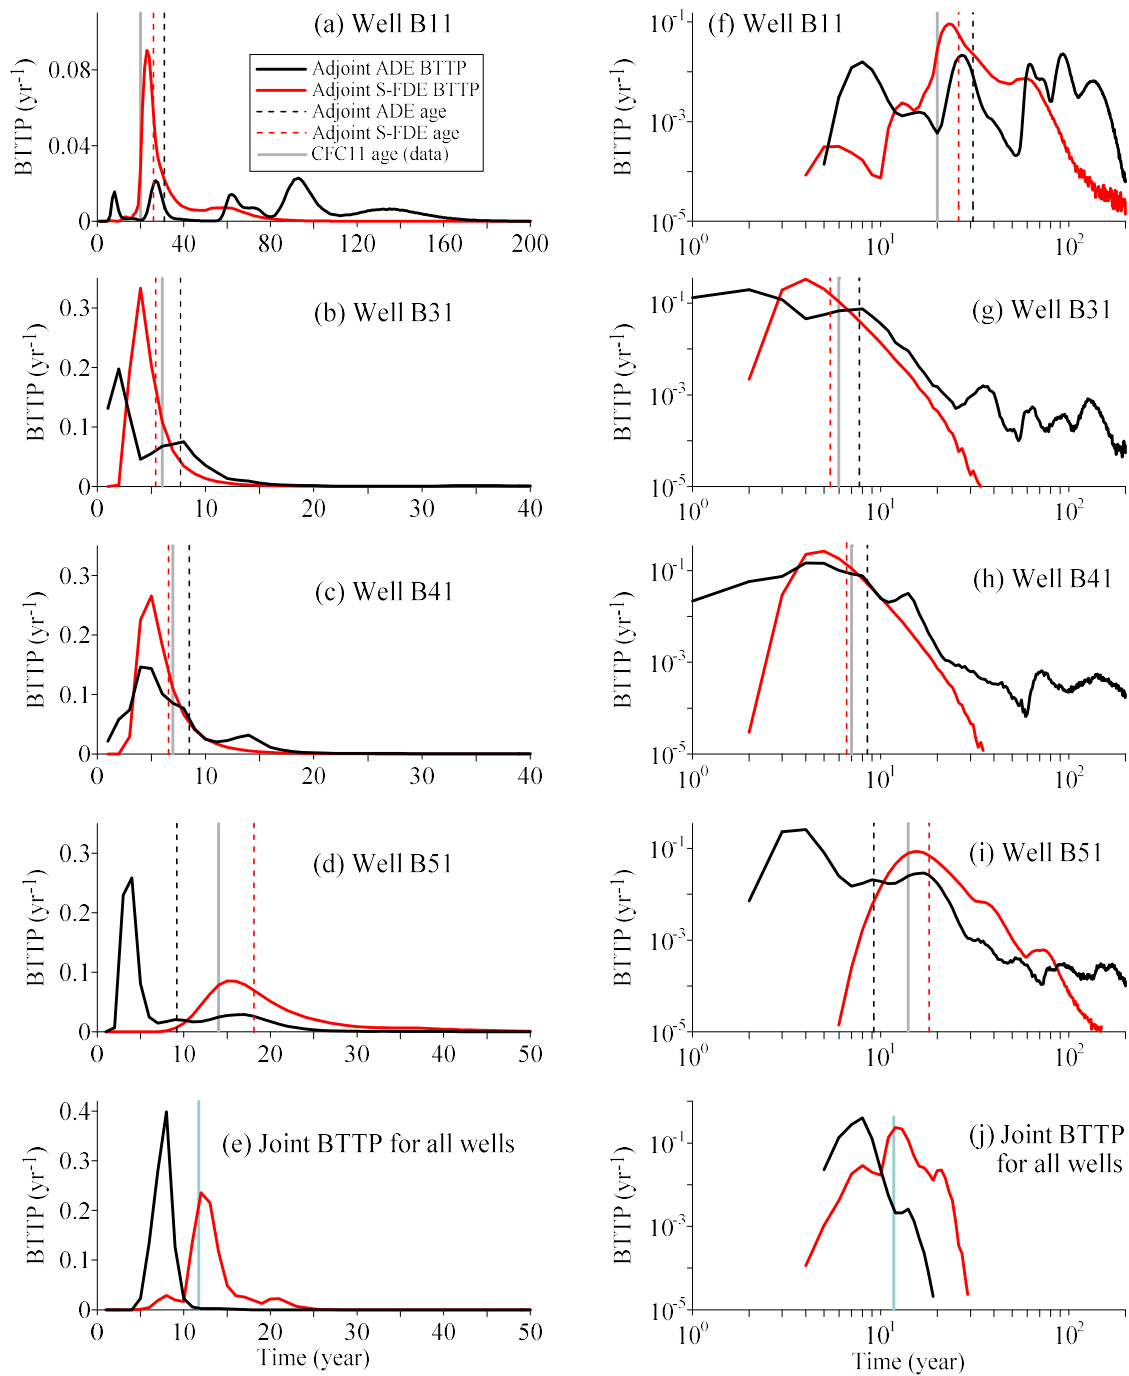 (a) Well B11
BTTP (yr-1)
0.08
0.04
0
Adjoint ADE BTTP
Adjoint S-FDE BTTP
Adjoint ADE age
Adjoint S-FDE age
CFC11 age (data)
0 40 80 120 160 200
(f) Well B11
BTTP (yr-1)
10-1
10-3
10-5
100 101 102
(b) Well B31
BTTP (yr-1)
0.3
0.2
0.1
0
0 10 20 30 40
(g) Well B31
BTTP (yr-1)
10-1
10-3
10-5
100 101 102
(c) Well B41
BTTP (yr-1)
0.3
0.2
0.1
0
0 10 20 30 40
(h) Well B41
BTTP (yr-1)
10-1
10-3
10-5
100 101 102
(d) Well B51
BTTP (yr-1)
0.3
0.2
0.1
0
0 10 20 30 40 50
(i) Well B51
BTTP (yr-1)
10-1
10-3
10-5
100 101 102
(e) Joint BTTP for all wells
BTTP (yr-1)
0.4
0.3
0.2
0.1
0
0 10 20 30 40 50
Time (year)
(j) Joint BTTP
for all wells
BTTP (yr-1)
10-1
10-3
10-5
100 101 102
Time (year)